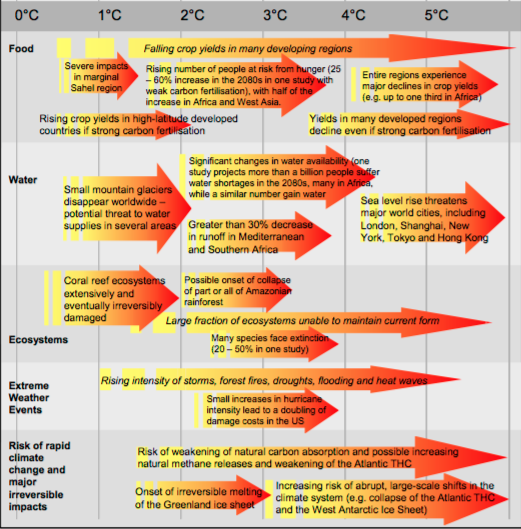 0°C 1°C 2°C 3°C 4°C 5°C
Food
Falling crop yields in many developing regions
Severe impacts
in marginal
Sahel region
Rising number of people at risk from hunger (25
– 60% increase in the 2080s in one study with
weak carbon fertilisation), with half of the
increase in Africa and West Asia.
Entire regions experience
major declines in crop yields
(e.g. up to one third in Africa)
Rising crop yields in high-latitude developed
countries if strong carbon fertilisation
Yields in many developed regions
decline even if strong carbon fertilisation
Water
Small mountain glaciers
disappear worldwide –
potential threat to water
supplies in several areas
Significant changes in water availability (one
study projects more than a billion people suffer
water shortages in the 2080s, many in Africa,
while a similar number gain water
Greater than 30% decrease
in runoff in Mediterranean
and Southern Africa
Sea level rise threatens
major world cities, including
London, Shanghai, New
York, Tokyo and Hong Kong
Ecosystems
Coral reef ecosystems
extensively and
eventually irreversibly
damaged
Possible onset of collapse
of part or all of Amazonian
rainforest
Large fraction of ecosystems unable to maintain current form
Many species face extinction
(20 – 50% in one study)
Extreme
Weather
Events
Rising intensity of storms, forest fires, droughts, flooding and heat waves
Small increases in hurricane
intensity lead to a doubling of
damage costs in the US
Risk of rapid
climate
change and
major
irreversible
impacts
Risk of weakening of natural carbon absorption and possible increasing
natural methane releases and weakening of the Atlantic THC
Onset of irreversible melting
of the Greenland ice sheet
Increasing risk of abrupt, large-scale shifts in the
climate system (e.g. collapse of the Atlantic THC
and the West Antarctic Ice Sheet)